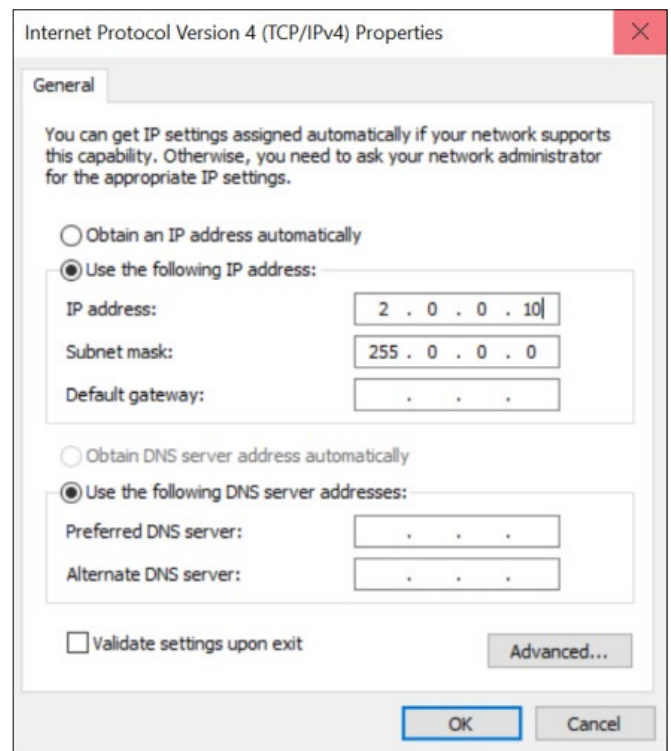 Internet Protocol Version 4 (TCP/IPv4) Properties
General
You can get IP settings assigned automatically if your network supports
this capability. Otherwise, you need to ask your network administrator
for the appropriate IP settings.
Obtain an IP address automatically
Use the following IP address:
IP address: 2 . 0 . 0 . 10
Subnet mask: 255 . 0 . 0 . 0
Default gateway: . . .
Obtain DNS server address automatically
Use the following DNS server addresses:
Preferred DNS server: . . .
Alternate DNS server: . . .
Validate settings upon exit
Advanced...
OK Cancel